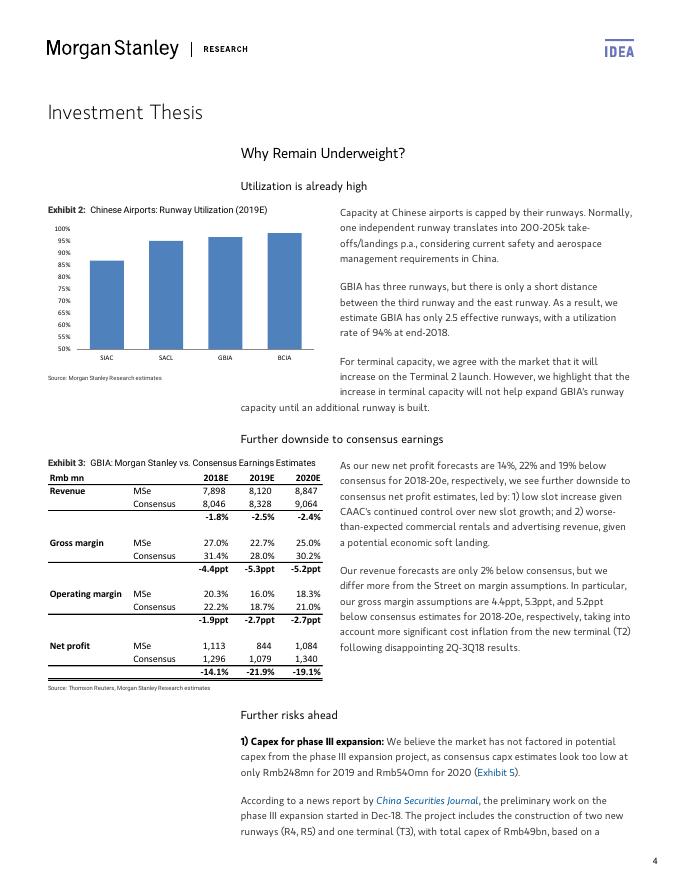 Morgan Stanley | RESEARCH
IDEA
Investment Thesis
Why Remain Underweight?
Utilization is already high
Exhibit 2: Chinese Airports: Runway Utilization (2019E)
100%
95%
90%
85%
80%
75%
70%
65%
60%
55%
50%
SIAC SACL GBIA BCIA
Source: Morgan Stanley Research estimates
Capacity at Chinese airports is capped by their runways. Normally,
one independent runway translates into 200-205k take-
offs/landings p.a., considering current safety and aerospace
management requirements in China.
GBIA has three runways, but there is only a short distance
between the third runway and the east runway. As a result, we
estimate GBIA has only 2.5 effective runways, with a utilization
rate of 94% at end-2018.
For terminal capacity, we agree with the market that it will
increase on the Terminal 2 launch. However, we highlight that the
increase in terminal capacity will not help expand GBIA's runway
capacity until an additional runway is built.
Further downside to consensus earnings
Exhibit 3: GBIA: Morgan Stanley vs. Consensus Earnings Estimates
Rmb mn 2018E 2019E 2020E
Revenue MSe 7,898 8,120 8,847
Consensus 8,046 8,328 9,064
-1.8% -2.5% -2.4%
Gross margin MSe 27.0% 22.7% 25.0%
Consensus 31.4% 28.0% 30.2%
-4.4ppt -5.3ppt -5.2ppt
Operating margin MSe 20.3% 16.0% 18.3%
Consensus 22.2% 18.7% 21.0%
-1.9ppt -2.7ppt -2.7ppt
Net profit MSe 1,113 844 1,084
Consensus 1,296 1,079 1,340
-14.1% -21.9% -19.1%
Source: Thomson Reuters, Morgan Stanley Research estimates
As our new net profit forecasts are 14%, 22% and 19% below
consensus for 2018-20e, respectively, we see further downside to
consensus net profit estimates, led by: 1) low slot increase given
CAAC's continued control over new slot growth; and 2) worse-
than-expected commercial rentals and advertising revenue, given
a potential economic soft landing.
Our revenue forecasts are only 2% below consensus, but we
differ more from the Street on margin assumptions. In particular,
our gross margin assumptions are 4.4ppt, 5.3ppt, and 5.2ppt
below consensus estimates for 2018-20e, respectively, taking into
account more significant cost inflation from the new terminal (T2)
following disappointing 2Q-3Q18 results.
Further risks ahead
1) Capex for phase III expansion: We believe the market has not factored in potential
capex from the phase III expansion project, as consensus capx estimates look too low at
only Rmb248mn for 2019 and Rmb540mn for 2020 (Exhibit 5).
According to a news report by China Securities Journal, the preliminary work on the
phase III expansion started in Dec-18. The project includes the construction of two new
runways (R4, R5) and one terminal (T3), with total capex of Rmb49bn, based on a
4